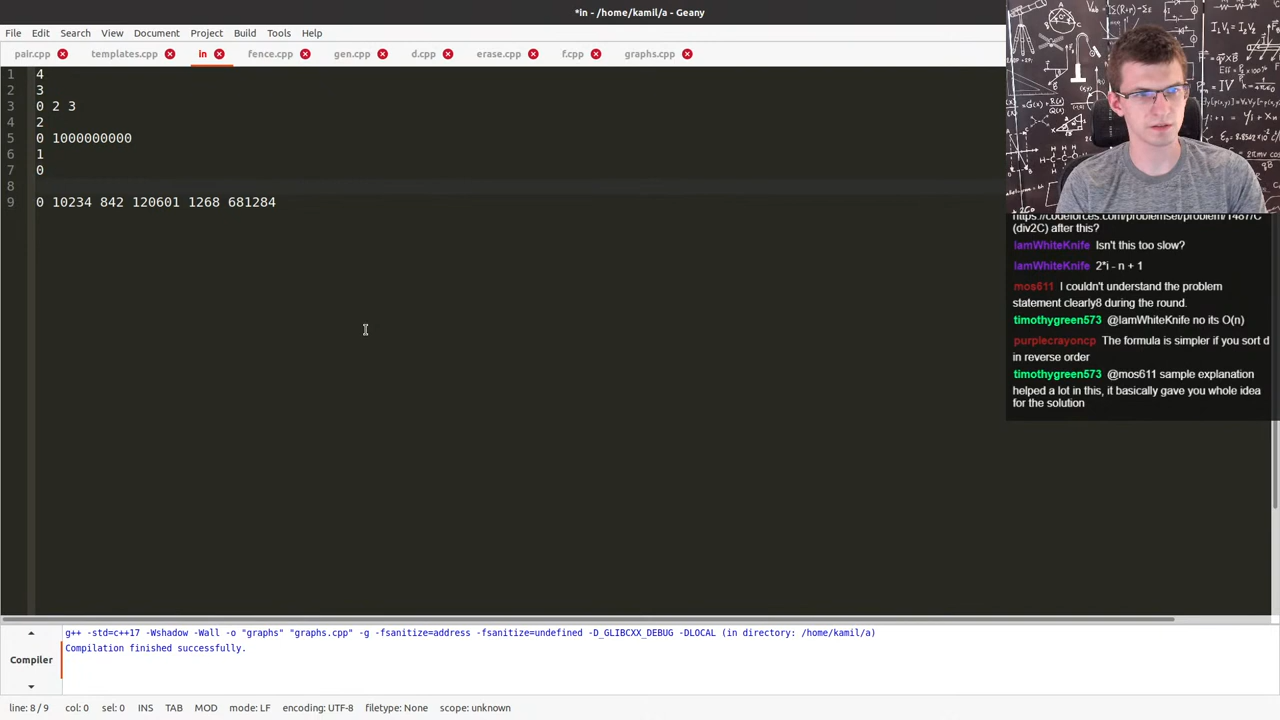 *in - /home/kamil/a - Geany
File Edit Search View Document Project Build Tools Help
pair.cpp templates.cpp in fence.cpp gen.cpp d.cpp erase.cpp f.cpp graphs.cpp
1 4
2 3
3 0 2 3
4 2
5 0 1000000000
6 1
7 0
8
9 0 10234 842 120601 1268 681284
https://codeforces.com/problemset/problem/1487/C
(div2C) after this?
IamWhiteKnife Isn't this too slow?
IamWhiteKnife 2*i - n + 1
mos611 I couldn't understand the problem
statement clearly8 during the round.
timothygreen573 @IamWhiteKnife no its O(n)
purplecrayoncp The formula is simpler if you sort d
in reverse order
timothygreen573 @mos611 sample explanation
helped a lot in this, it basically gave you whole idea
for the solution
g++ -std=c++17 -Wshadow -Wall -o "graphs" "graphs.cpp" -g -fsanitize=address -fsanitize=undefined -D_GLIBCXX_DEBUG -DLOCAL (in directory: /home/kamil/a)
Compilation finished successfully.
Compiler
line: 8 / 9 col: 0 sel: 0 INS TAB MOD mode: LF encoding: UTF-8 filetype: None scope: unknown